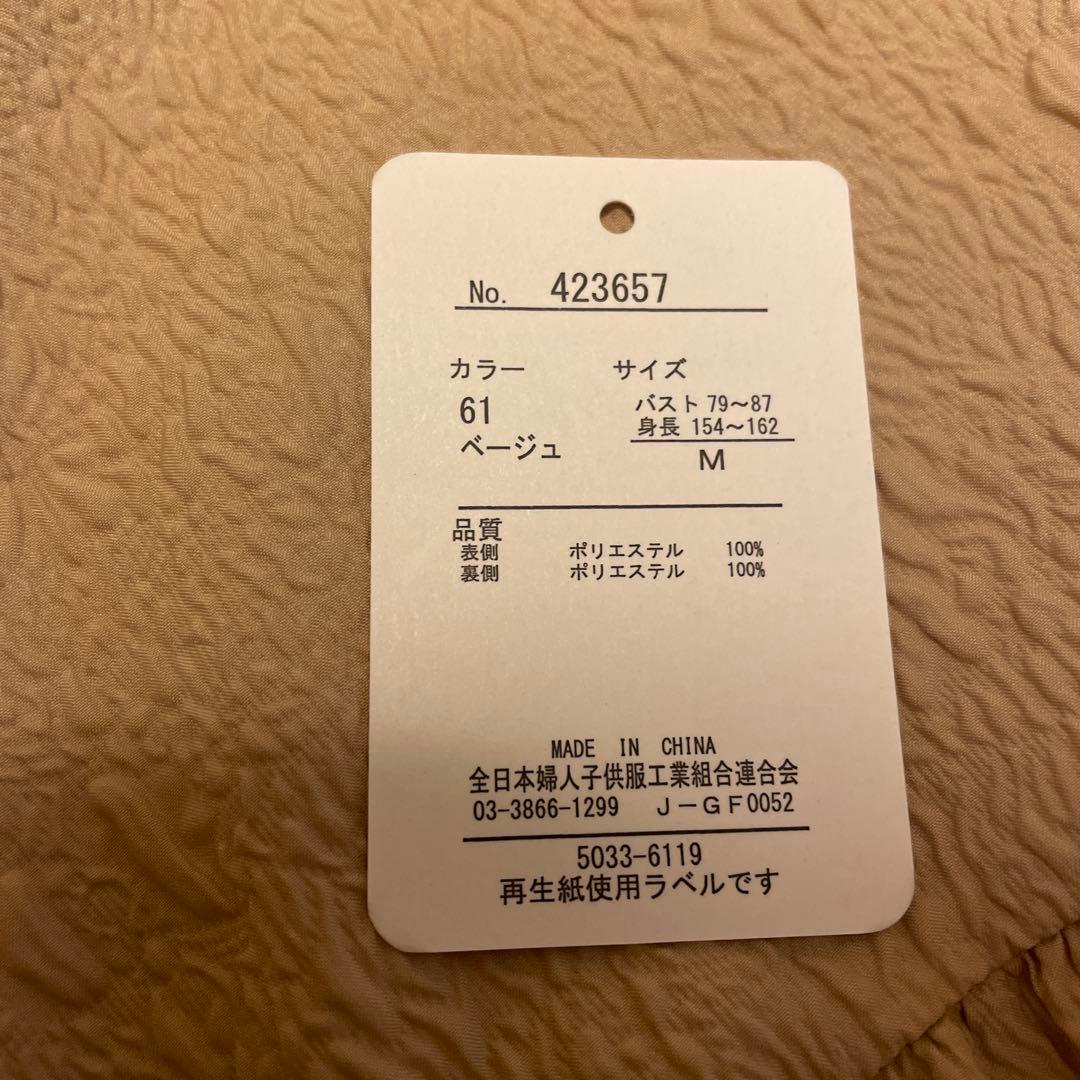 No. 423657
カラー サイズ
61 バスト 79～87
ベージュ 身長 154～162
M
品質
表側 ポリエステル 100%
裏側 ポリエステル 100%
MADE IN CHINA
全日本婦人子供服工業組合連合会
03-3866-1299 J－GF0052
5033-6119
再生紙使用ラベルです